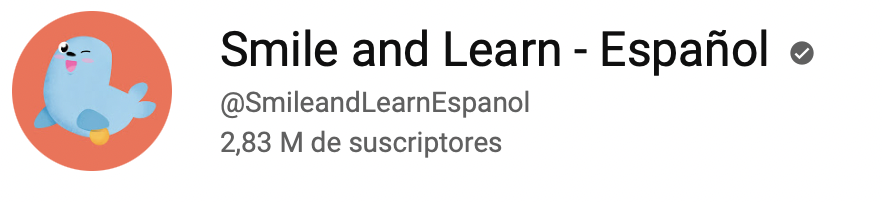 Smile and Learn - Español
@SmileandLearnEspanol
2,83 M de suscriptores